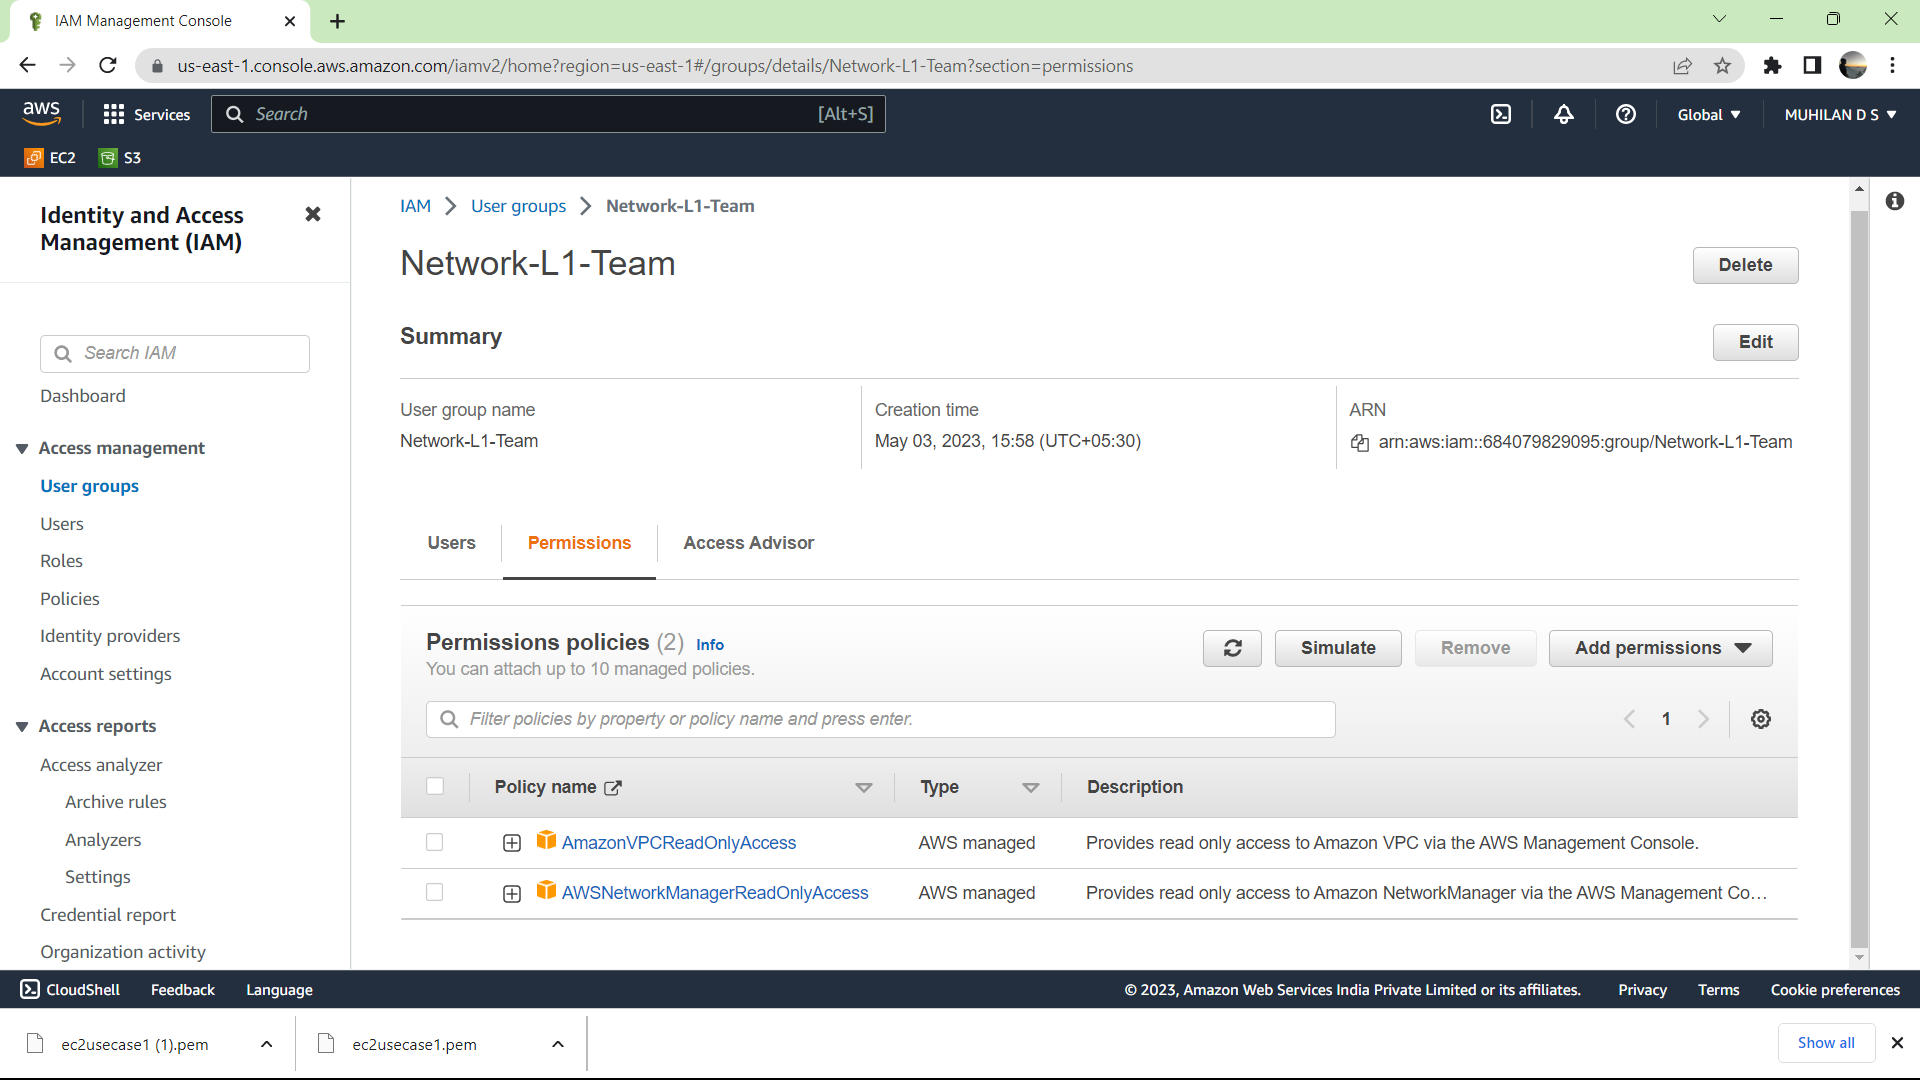 IAM Management Console
us-east-1.console.aws.amazon.com/iamv2/home?region=us-east-1#/groups/details/Network-L1-Team?section=permissions
aws
Services
Search
[Alt+S]
Global
MUHILAN D S
EC2
S3
Identity and Access
Management (IAM)
Search IAM
Dashboard
Access management
User groups
Users
Roles
Policies
Identity providers
Account settings
Access reports
Access analyzer
Archive rules
Analyzers
Settings
Credential report
Organization activity
IAM > User groups > Network-L1-Team
Network-L1-Team
Delete
Summary
Edit
User group name
Network-L1-Team
Creation time
May 03, 2023, 15:58 (UTC+05:30)
ARN
arn:aws:iam::684079829095:group/Network-L1-Team
Users
Permissions
Access Advisor
Permissions policies (2) Info
You can attach up to 10 managed policies.
Simulate
Remove
Add permissions
Filter policies by property or policy name and press enter.
1
Policy name
Type
Description
AmazonVPCReadOnlyAccess
AWS managed
Provides read only access to Amazon VPC via the AWS Management Console.
AWSNetworkManagerReadOnlyAccess
AWS managed
Provides read only access to Amazon NetworkManager via the AWS Management Co...
CloudShell
Feedback
Language
© 2023, Amazon Web Services India Private Limited or its affiliates.
Privacy
Terms
Cookie preferences
ec2usecase1 (1).pem
ec2usecase1.pem
Show all